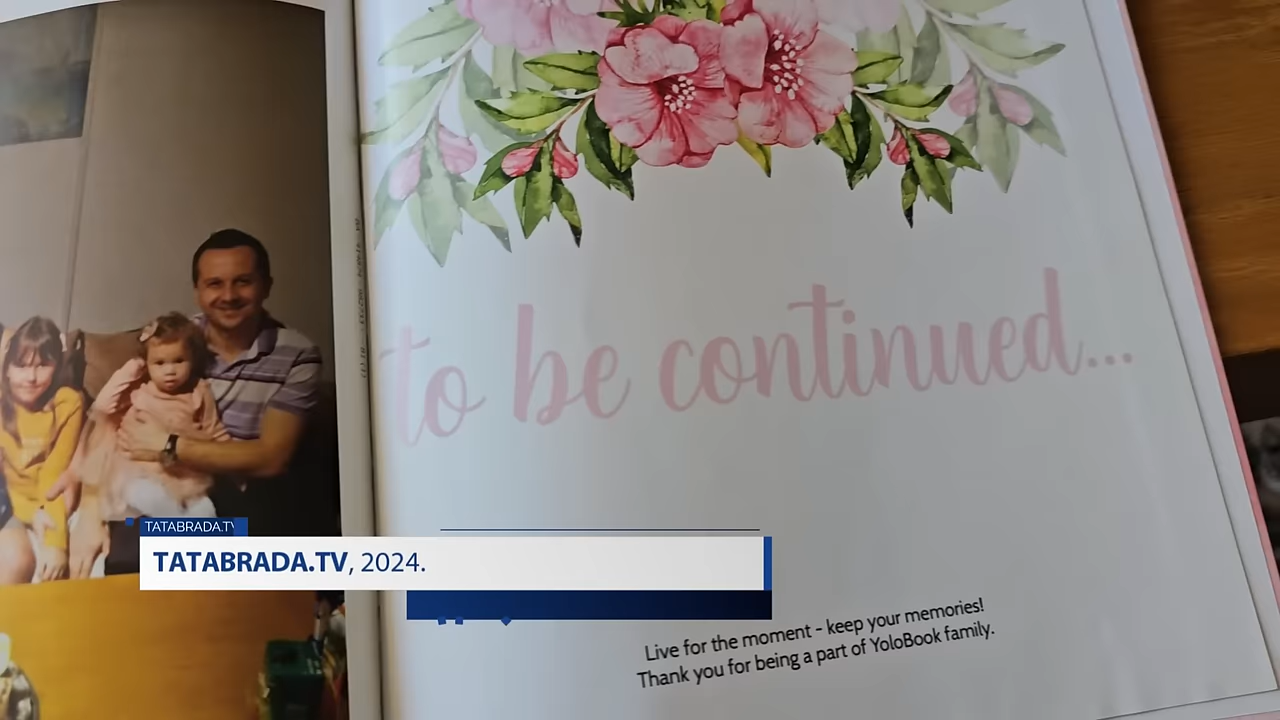 to be continued...
TATABRADA.TV
TATABRADA.TV, 2024.
Live for the moment - keep your memories!
Thank you for being a part of YoloBook family.